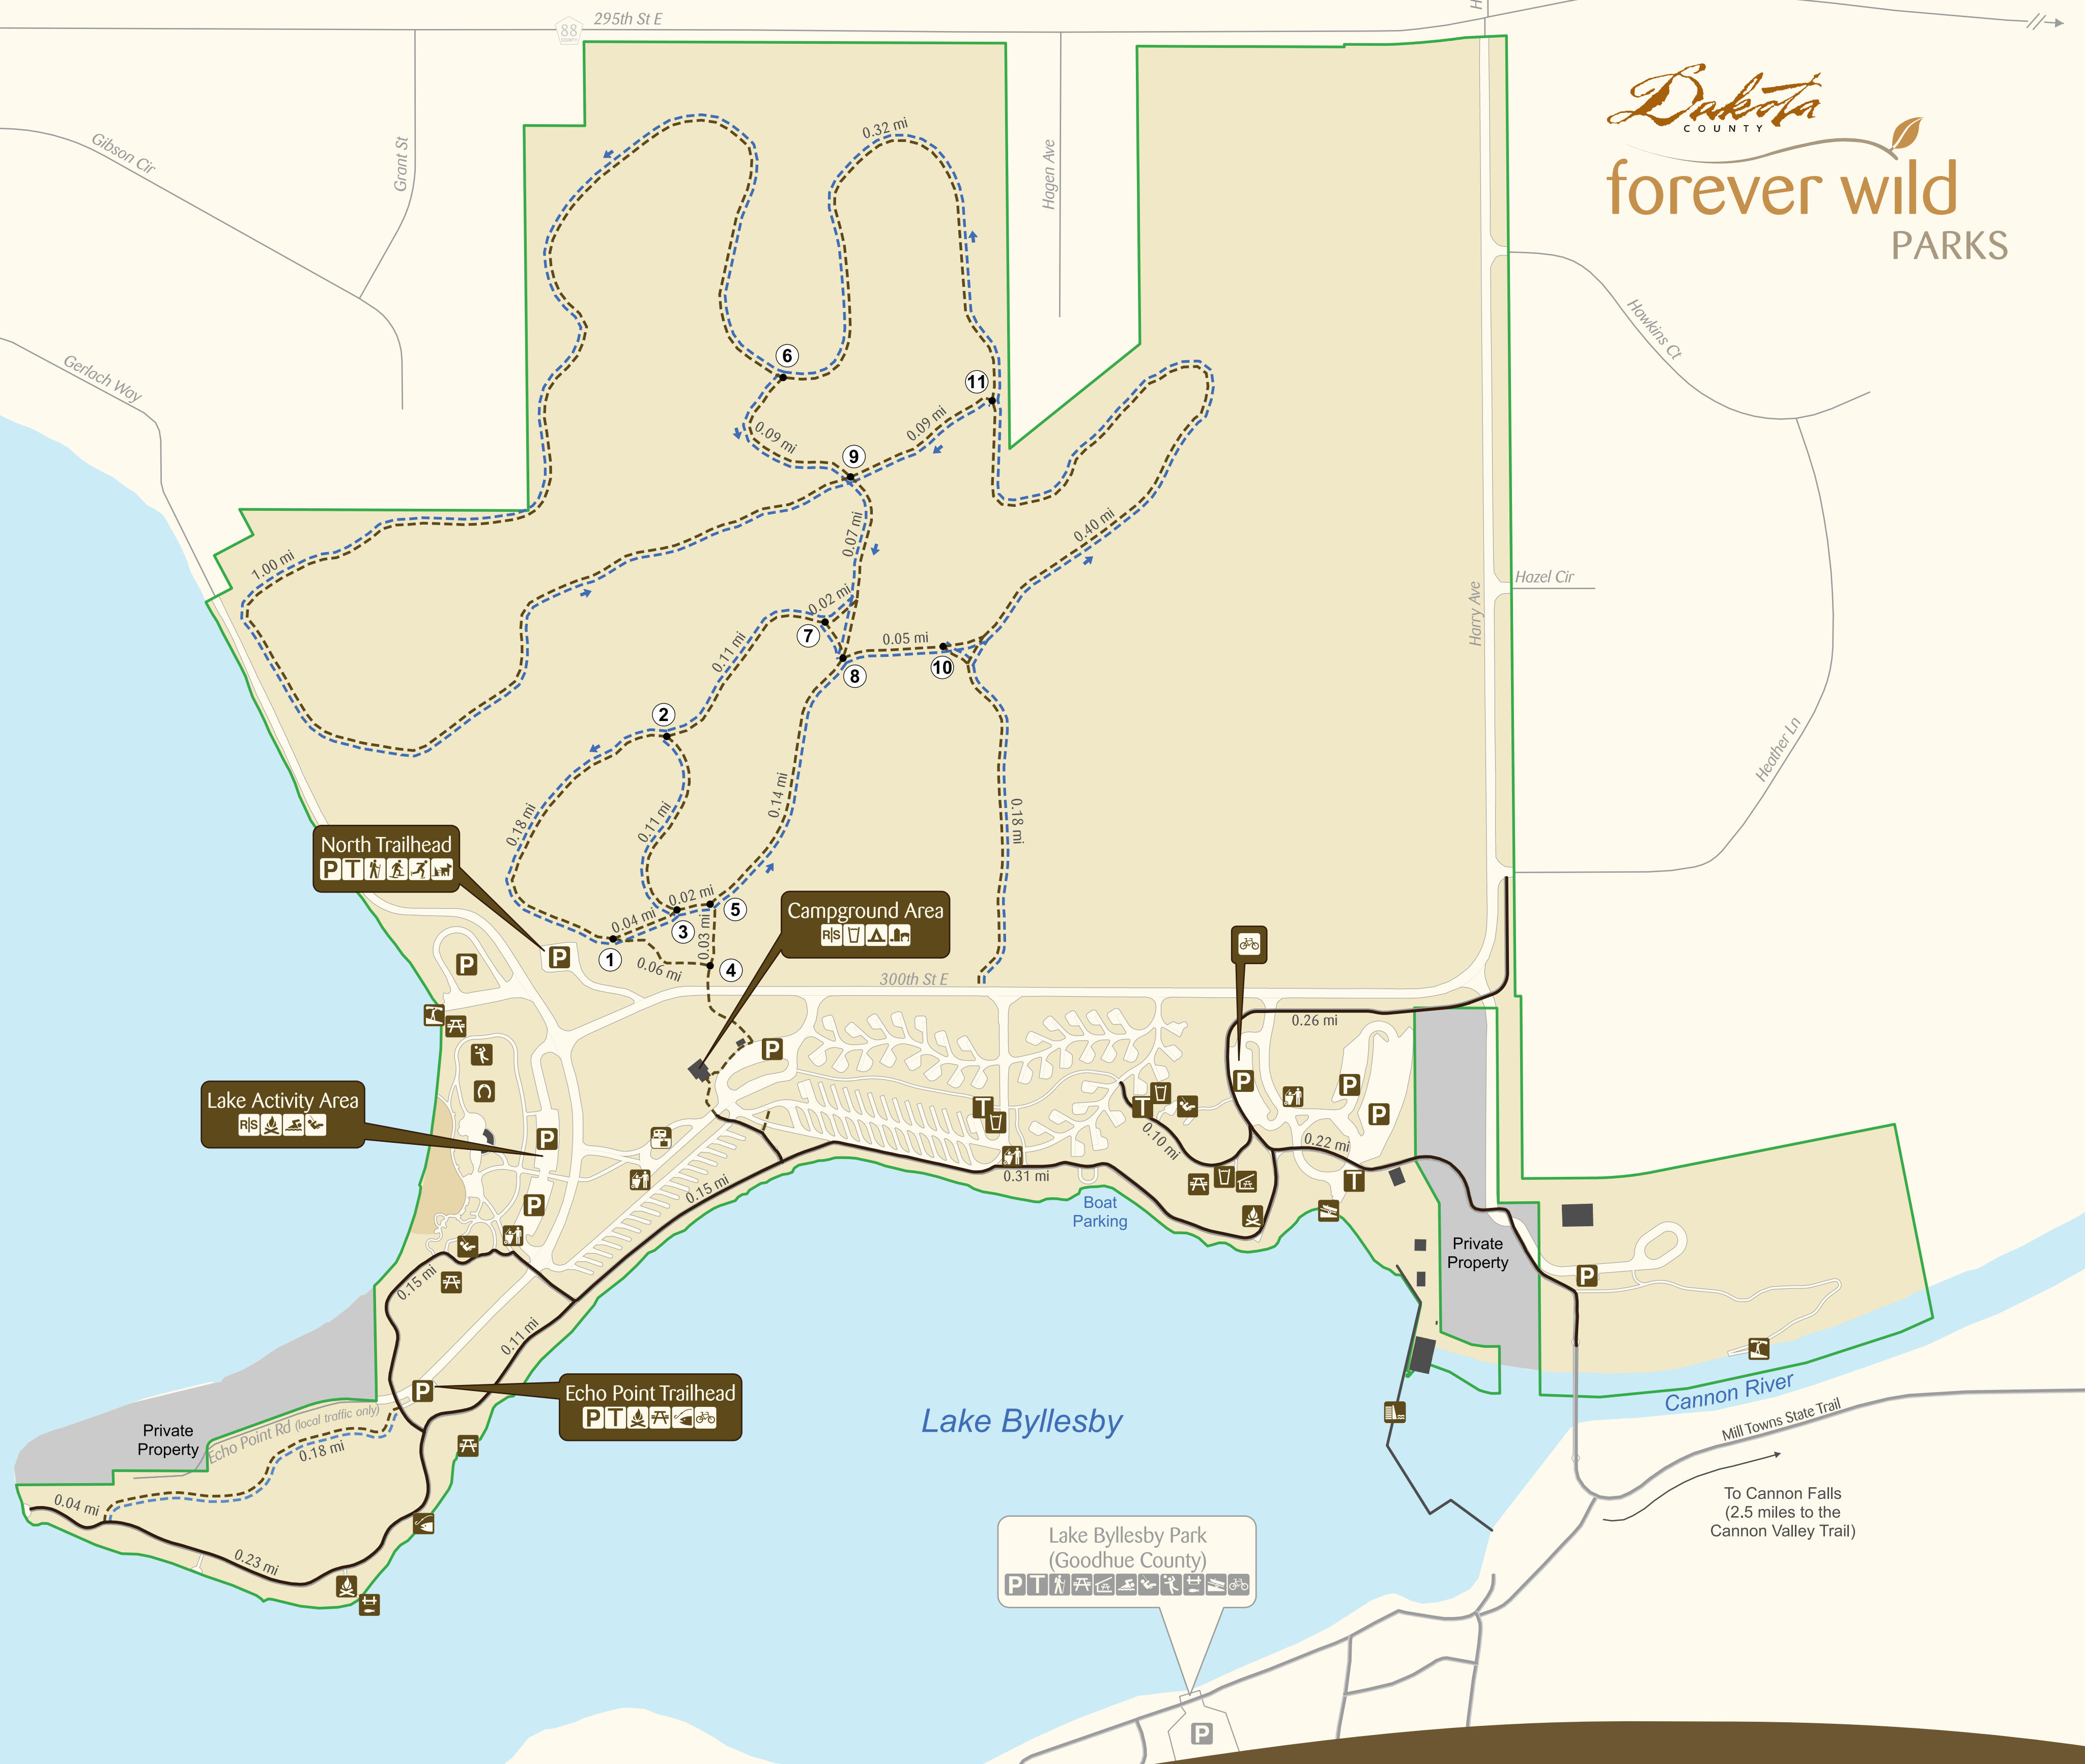 295th St E
88
COUNTY
H
Dakota
COUNTY
forever wild
PARKS
Gibson Cir
Grant St
Hagen Ave
0.32 mi
Gerlach Way
Hawkins Ct
6
11
0.09 mi
0.09 mi
9
1.00 mi
0.07 mi
0.40 mi
0.02 mi
7
0.05 mi
8
10
Hazel Cir
Harry Ave
0.11 mi
2
Heather Ln
0.18 mi
0.11 mi
0.14 mi
0.18 mi
North Trailhead
P T
0.02 mi
0.04 mi
5
3
0.03 mi
1
0.06 mi
4
Campground Area
R|S
P
P
300th St E
0.26 mi
P
P
P
P
Lake Activity Area
R|S
P
T
T
0.10 mi
0.22 mi
T
0.31 mi
0.15 mi
P
Boat
Parking
Private
Property
P
0.15 mi
0.11 mi
P
Echo Point Trailhead
P T
Cannon River
Mill Towns State Trail
Lake Byllesby
Private
Property
Echo Point Rd (local traffic only)
0.18 mi
0.04 mi
0.23 mi
To Cannon Falls
(2.5 miles to the
Cannon Valley Trail)
Lake Byllesby Park
(Goodhue County)
P T
P